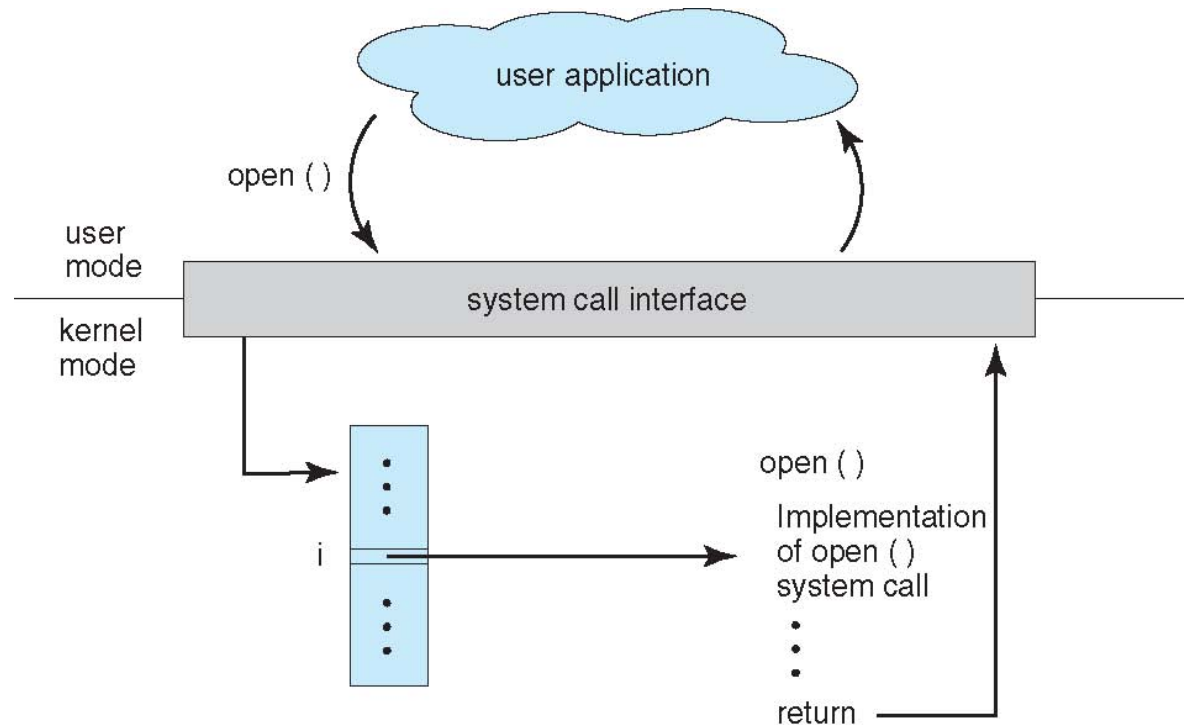 user application
open ( )
user
mode
system call interface
kernel
mode
open ( )
Implementation
of open ( )
system call
i
return